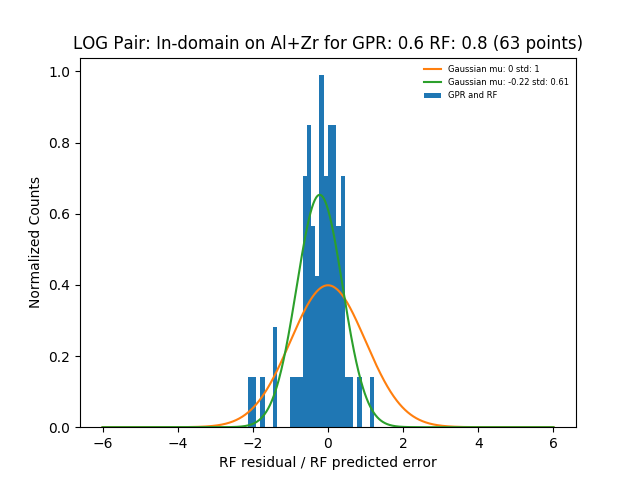 LOG Pair: In-domain on Al+Zr for GPR: 0.6 RF: 0.8 (63 points)
Gaussian mu: 0 std: 1
Gaussian mu: -0.22 std: 0.61
GPR and RF
Normalized Counts
1.0
0.8
0.6
0.4
0.2
0.0
−6 −4 −2 0 2 4 6
RF residual / RF predicted error